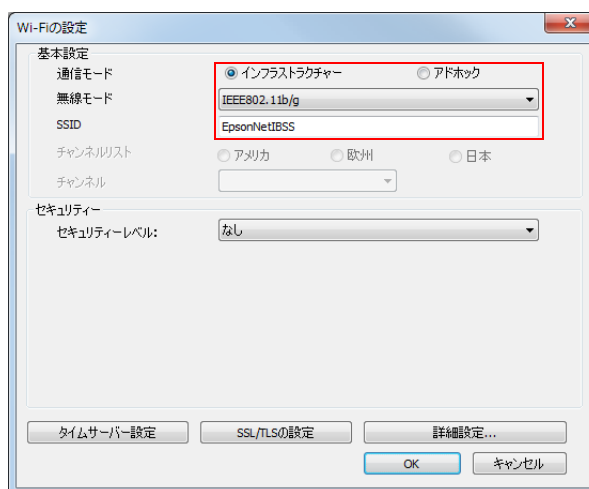 Wi-Fiの設定
基本設定
通信モード インフラストラクチャー アドホック
無線モード IEEE802.11b/g
SSID EpsonNetIBSS
チャンネルリスト アメリカ 欧州 日本
チャンネル
セキュリティー
セキュリティーレベル: なし
タイムサーバー設定 SSL/TLSの設定 詳細設定...
OK キャンセル